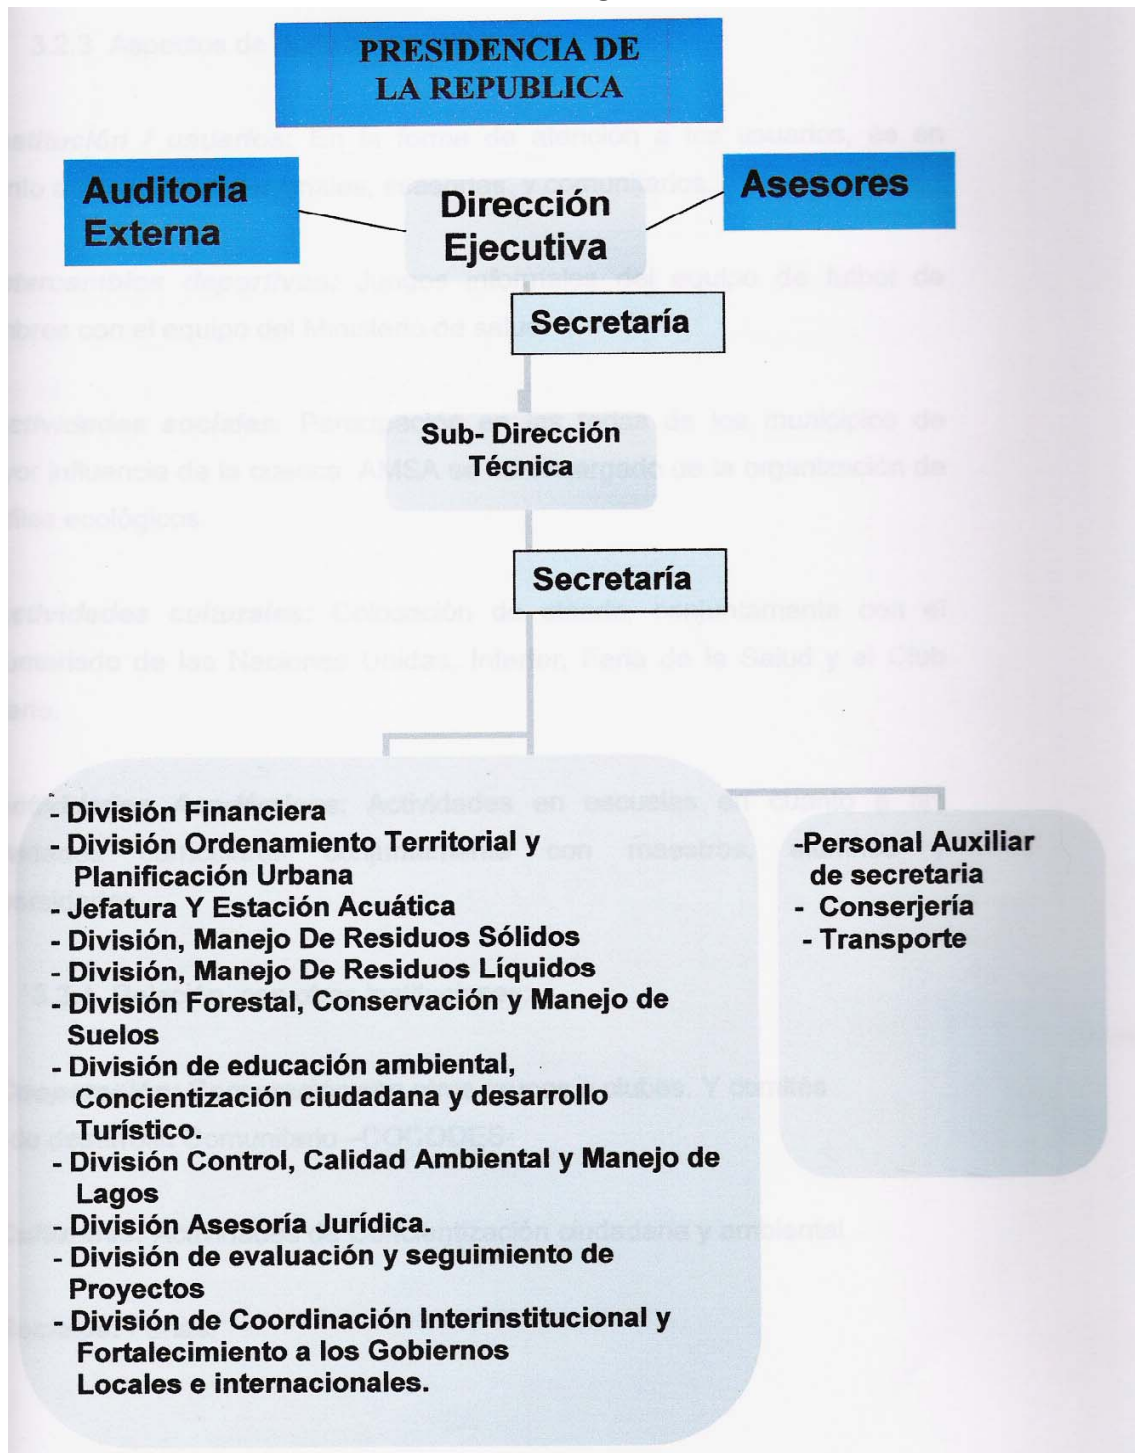 PRESIDENCIA DE
LA REPUBLICA
Auditoria
Externa
Dirección
Ejecutiva
Asesores
Secretaría
Sub- Dirección
Técnica
Secretaría
- División Financiera
- División Ordenamiento Territorial y
Planificación Urbana
- Jefatura Y Estación Acuática
- División, Manejo De Residuos Sólidos
- División, Manejo De Residuos Líquidos
- División Forestal, Conservación y Manejo de
Suelos
- División de educación ambiental,
Concientización ciudadana y desarrollo
Turístico.
- División Control, Calidad Ambiental y Manejo de
Lagos
- División Asesoría Jurídica.
- División de evaluación y seguimiento de
Proyectos
- División de Coordinación Interinstitucional y
Fortalecimiento a los Gobiernos
Locales e internacionales.
-Personal Auxiliar
de secretaria
- Conserjería
- Transporte